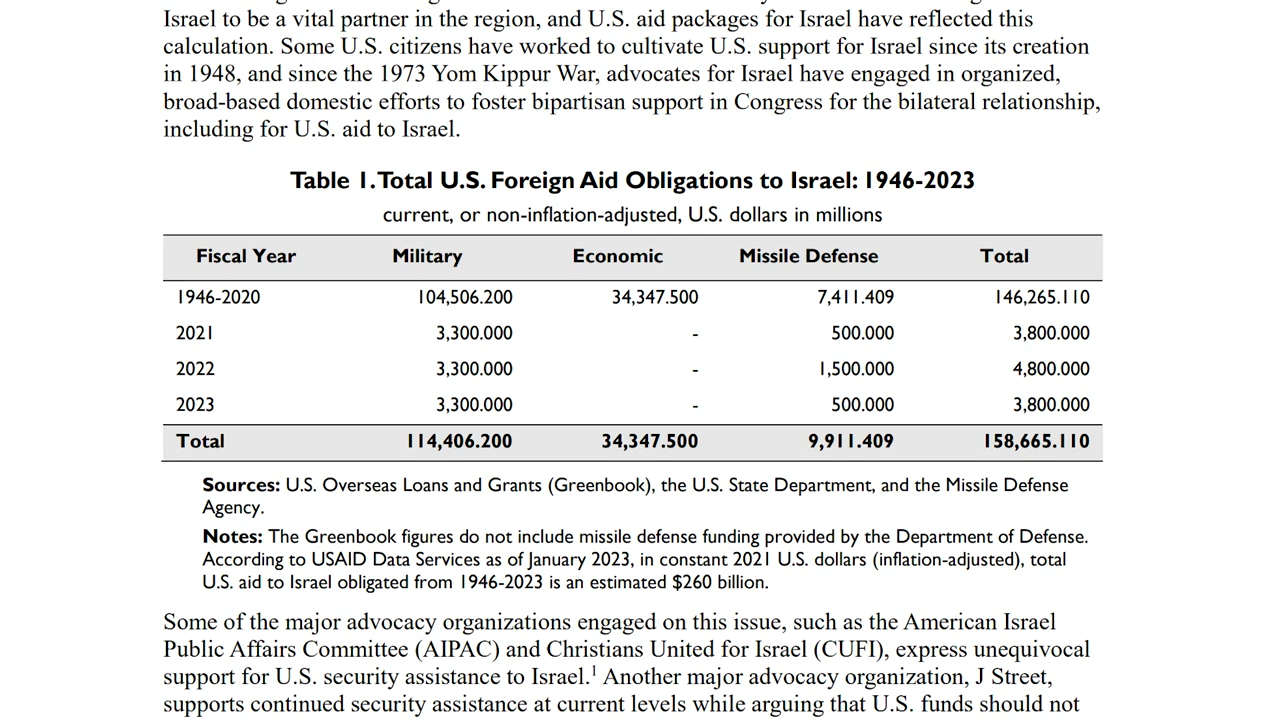 Israel to be a vital partner in the region, and U.S. aid packages for Israel have reflected this
calculation. Some U.S. citizens have worked to cultivate U.S. support for Israel since its creation
in 1948, and since the 1973 Yom Kippur War, advocates for Israel have engaged in organized,
broad-based domestic efforts to foster bipartisan support in Congress for the bilateral relationship,
including for U.S. aid to Israel.
Table 1. Total U.S. Foreign Aid Obligations to Israel: 1946-2023
current, or non-inflation-adjusted, U.S. dollars in millions
Fiscal Year Military Economic Missile Defense Total
1946-2020 104,506.200 34,347.500 7,411.409 146,265.110
2021 3,300.000 - 500.000 3,800.000
2022 3,300.000 - 1,500.000 4,800.000
2023 3,300.000 - 500.000 3,800.000
Total 114,406.200 34,347.500 9,911.409 158,665.110
Sources: U.S. Overseas Loans and Grants (Greenbook), the U.S. State Department, and the Missile Defense
Agency.
Notes: The Greenbook figures do not include missile defense funding provided by the Department of Defense.
According to USAID Data Services as of January 2023, in constant 2021 U.S. dollars (inflation-adjusted), total
U.S. aid to Israel obligated from 1946-2023 is an estimated $260 billion.
Some of the major advocacy organizations engaged on this issue, such as the American Israel
Public Affairs Committee (AIPAC) and Christians United for Israel (CUFI), express unequivocal
support for U.S. security assistance to Israel.¹ Another major advocacy organization, J Street,
supports continued security assistance at current levels while arguing that U.S. funds should not